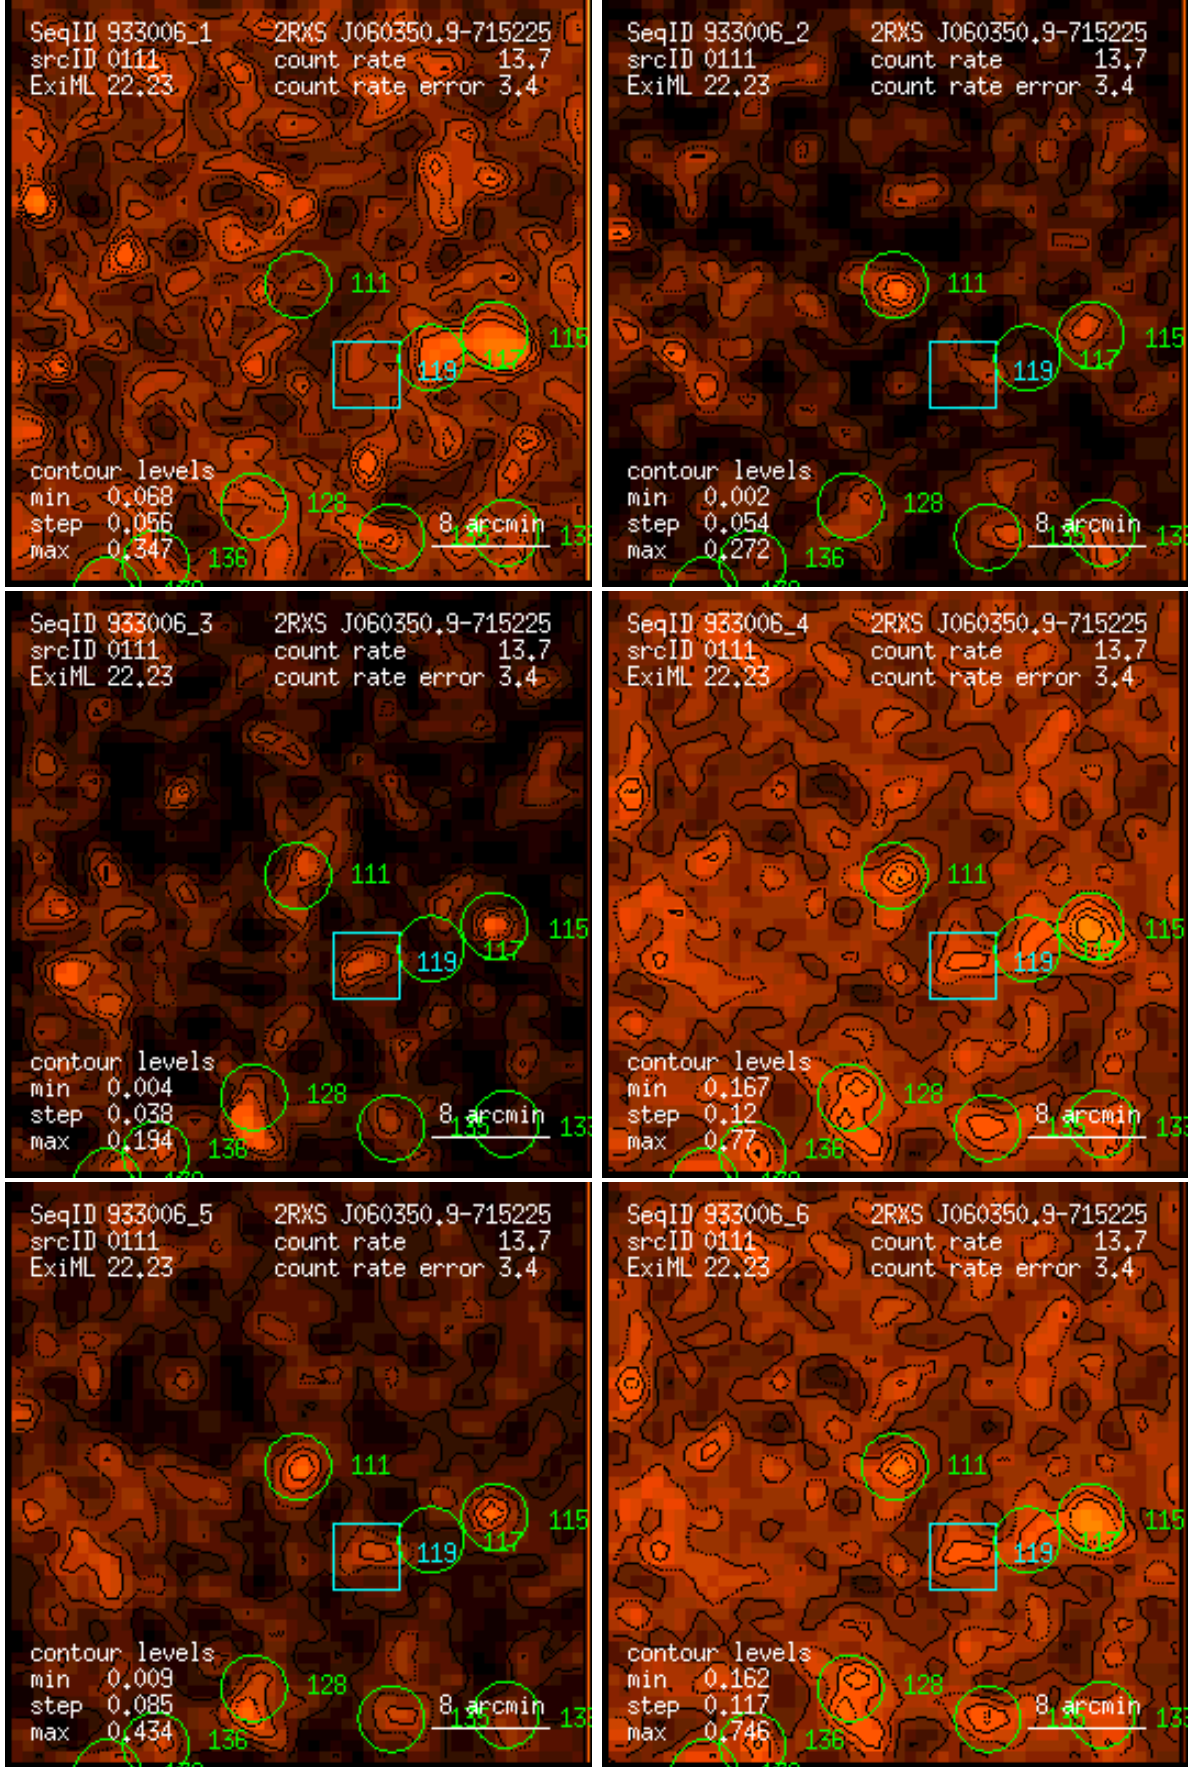 SeqID 933006_1 2RXS J060350.9-715225
srcID 0111 count rate 13.7
ExiML 22.23 count rate error 3.4
111
115
119 117
contour levels
min 0.068 128 8 arcmin
step 0.056 135 133
max 0.347 136
SeqID 933006_2 2RXS J060350.9-715225
srcID 0111 count rate 13.7
ExiML 22.23 count rate error 3.4
111
115
119 117
contour levels
min 0.002 128 8 arcmin
step 0.054 135 133
max 0.272 136
SeqID 933006_3 2RXS J060350.9-715225
srcID 0111 count rate 13.7
ExiML 22.23 count rate error 3.4
111
115
119 117
contour levels
min 0.004 128 8 arcmin
step 0.038 135 133
max 0.194 136
SeqID 933006_4 2RXS J060350.9-715225
srcID 0111 count rate 13.7
ExiML 22.23 count rate error 3.4
111
115
119 117
contour levels
min 0.167 128 8 arcmin
step 0.12 135 133
max 0.77 136
SeqID 933006_5 2RXS J060350.9-715225
srcID 0111 count rate 13.7
ExiML 22.23 count rate error 3.4
111
115
119 117
contour levels
min 0.009 128 8 arcmin
step 0.085 135 133
max 0.434 136
SeqID 933006_6 2RXS J060350.9-715225
srcID 0111 count rate 13.7
ExiML 22.23 count rate error 3.4
111
115
119 117
contour levels
min 0.162 128 8 arcmin
step 0.117 135 133
max 0.746 136